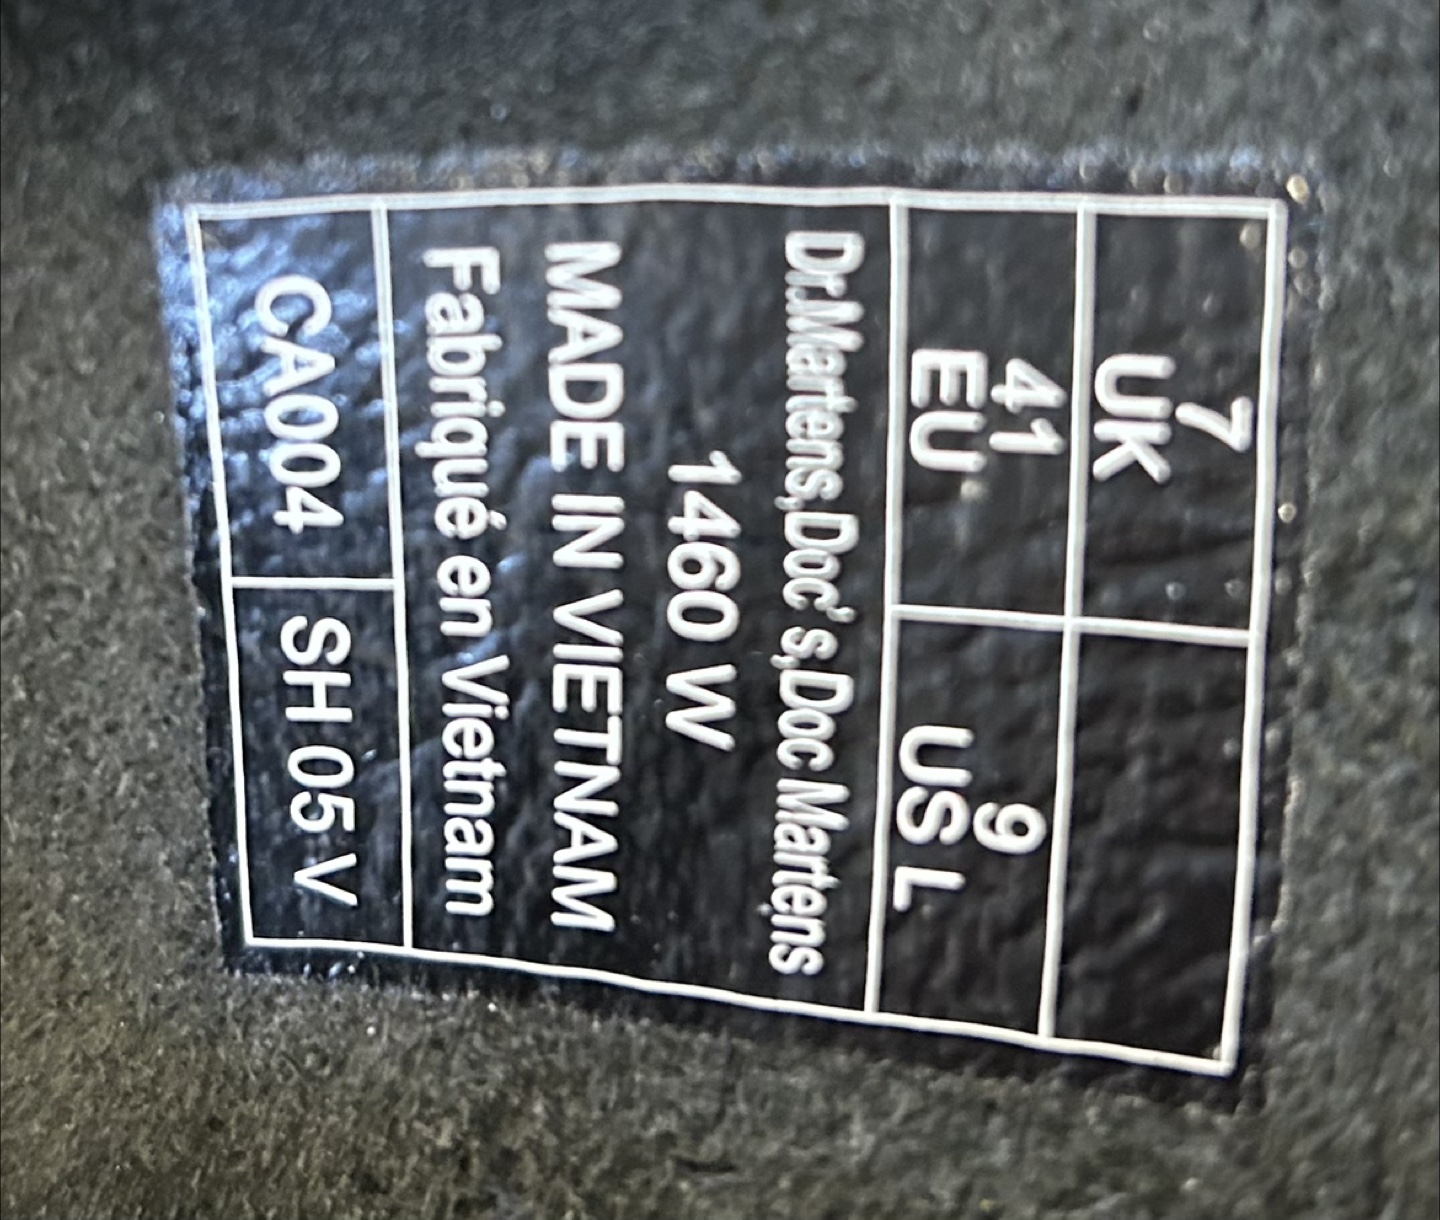 7
UK
41
EU
9
US L
Dr.Martens,Doc's,Doc Martens
1460 W
MADE IN VIETNAM
Fabriqué en Vietnam
CA004
SH 05 V